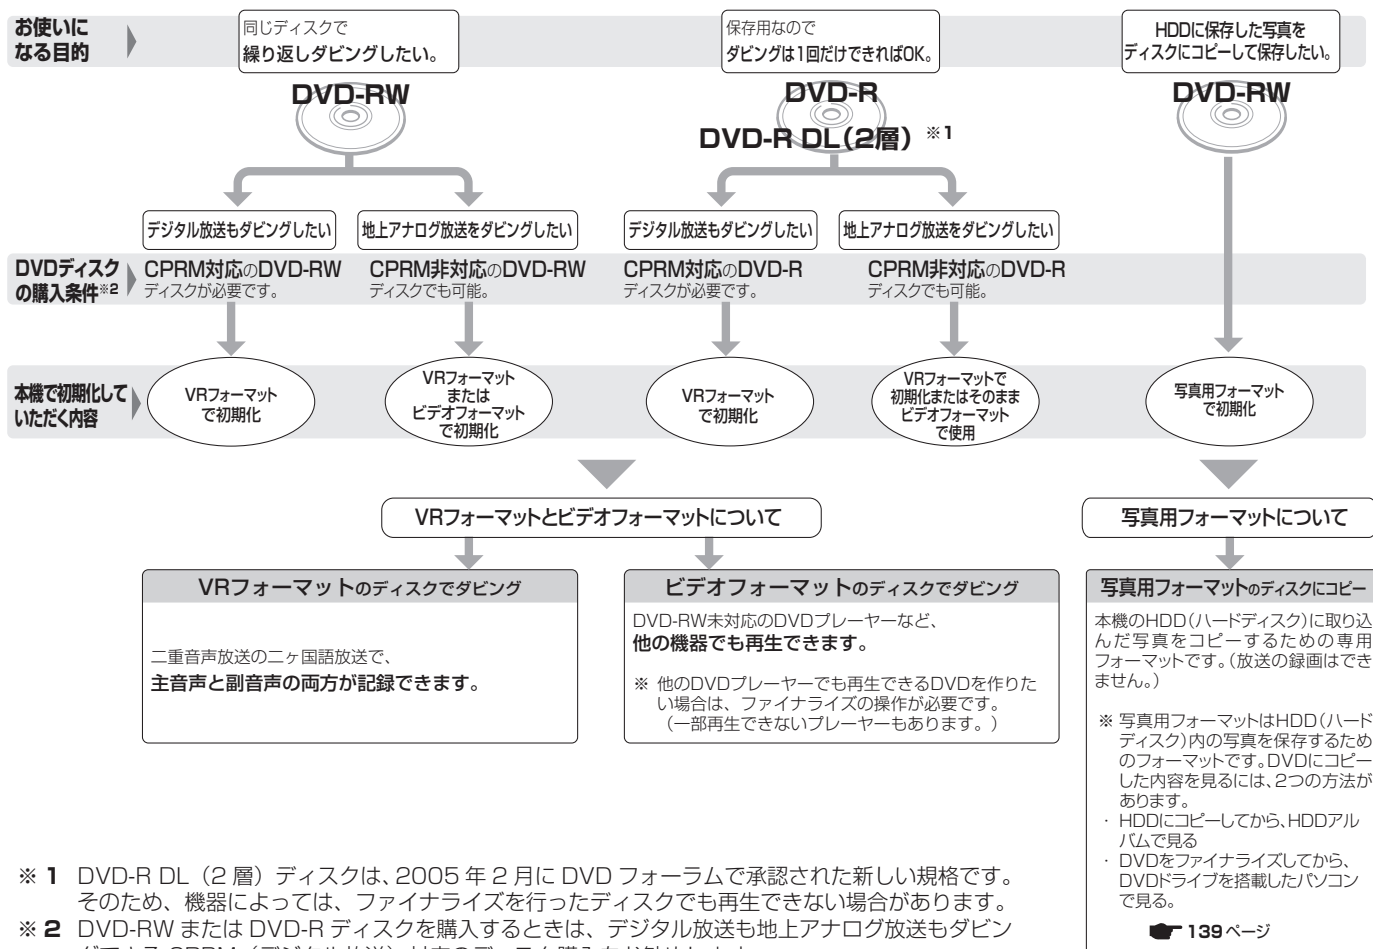 お使いに
なる目的
同じディスクで
繰り返しダビングしたい。
保存用なので
ダビングは1回だけできればOK。
HDDに保存した写真を
ディスクにコピーして保存したい。
DVD-RW
DVD-R
DVD-R DL(2層) ※1
DVD-RW
デジタル放送もダビングしたい
地上アナログ放送をダビングしたい
デジタル放送もダビングしたい
地上アナログ放送をダビングしたい
DVDディスク
の購入条件※2
CPRM対応のDVD-RW
ディスクが必要です。
CPRM非対応のDVD-RW
ディスクでも可能。
CPRM対応のDVD-R
ディスクが必要です。
CPRM非対応のDVD-R
ディスクでも可能。
本機で初期化して
いただく内容
VRフォーマット
で初期化
VRフォーマット
または
ビデオフォーマット
で初期化
VRフォーマット
で初期化
VRフォーマットで
初期化またはそのまま
ビデオフォーマット
で使用
写真用フォーマット
で初期化
VRフォーマットとビデオフォーマットについて
写真用フォーマットについて
VRフォーマットのディスクでダビング
二重音声放送の二ヶ国語放送で、
主音声と副音声の両方が記録できます。
ビデオフォーマットのディスクでダビング
DVD-RW未対応のDVDプレーヤーなど、
他の機器でも再生できます。
※ 他のDVDプレーヤーでも再生できるDVDを作りた
い場合は、ファイナライズの操作が必要です。
(一部再生できないプレーヤーもあります。)
写真用フォーマットのディスクにコピー
本機のHDD(ハードディスク)に取り込
んだ写真をコピーするための専用
フォーマットです。(放送の録画はでき
ません。)
※ 写真用フォーマットはHDD(ハード
ディスク)内の写真を保存するため
のフォーマットです。DVDにコピー
した内容を見るには、2つの方法が
あります。
・ HDDにコピーしてから、HDDアル
バムで見る
・ DVDをファイナライズしてから、
DVDドライブを搭載したパソコン
で見る。
139ページ
※1 DVD-R DL(2 層)ディスクは、2005 年 2 月に DVD フォーラムで承認された新しい規格です。
そのため、機器によっては、ファイナライズを行ったディスクでも再生できない場合があります。
※2 DVD-RW または DVD-R ディスクを購入するときは、デジタル放送も地上アナログ放送もダビン